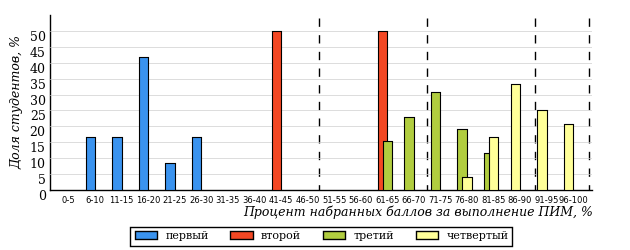 Доля студентов, %
50
45
40
35
30
25
20
15
10
5
0
0-5 6-10 11-15 16-20 21-25 26-30 31-35 36-40 41-45 46-50 51-55 56-60 61-65 66-70 71-75 76-80 81-85 86-90 91-95 96-100
Процент набранных баллов за выполнение ПИМ, %
первый второй третий четвертый